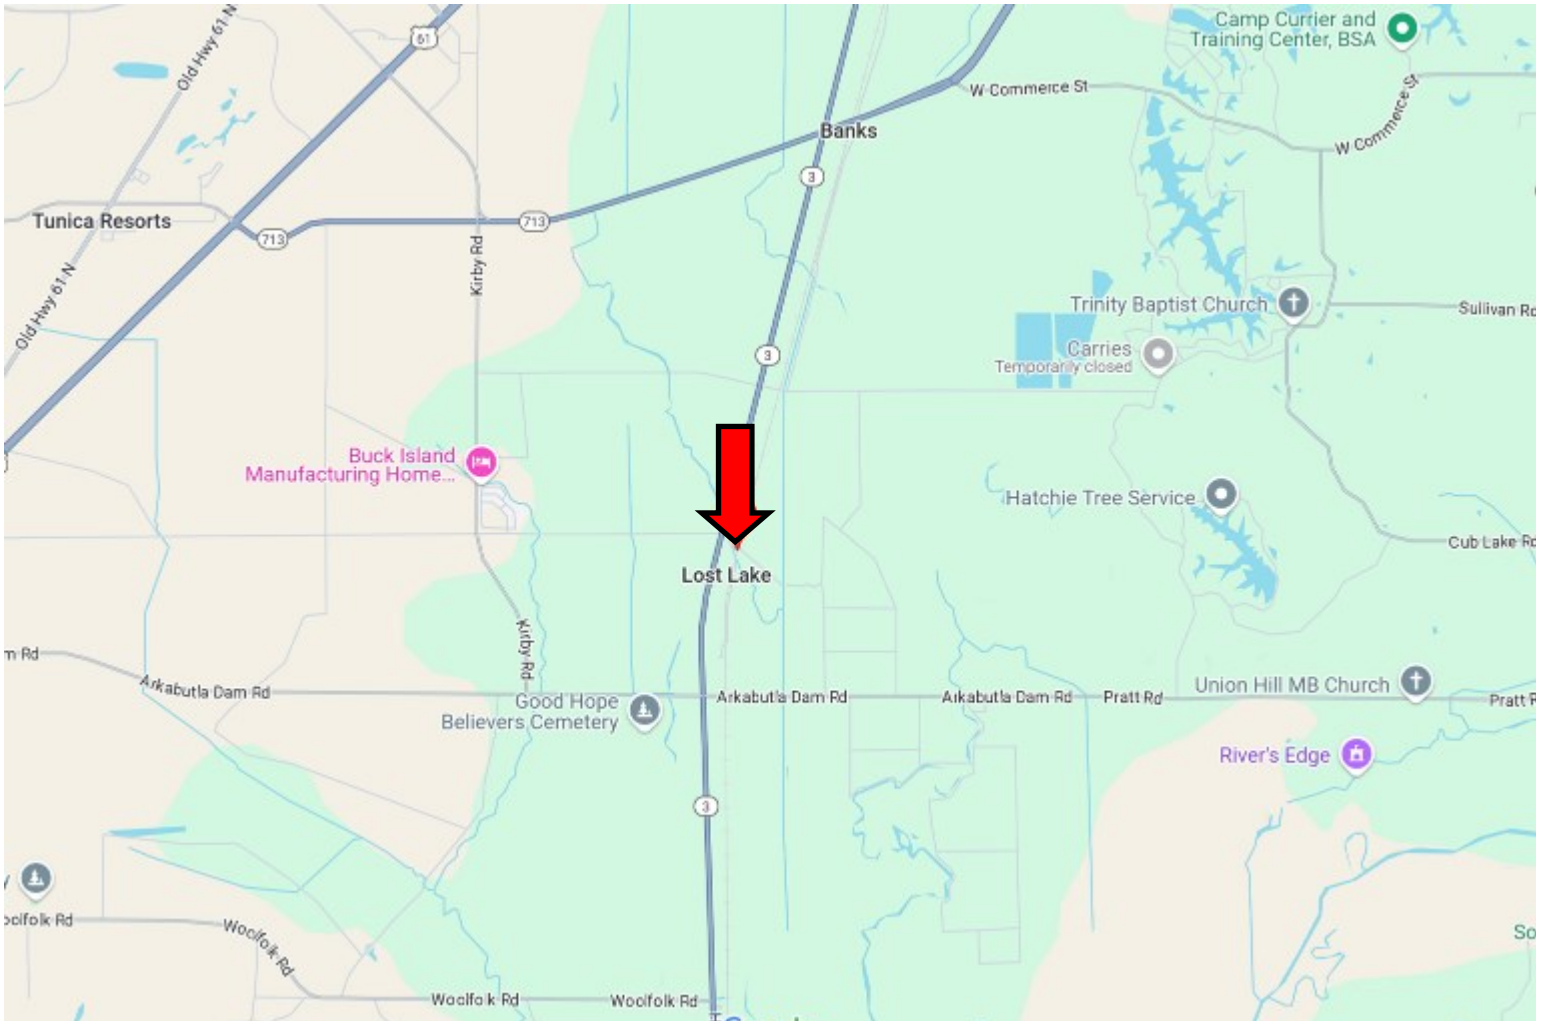 Camp Currier and
Training Center, BSA
Old Hwy 61 N
61
W Commerce St
W Commerce St
Banks
3
Tunica Resorts
713
713
Kirby Rd
Old Hwy 61 N
Trinity Baptist Church
Sullivan Rd
3
Carries
Temporarily closed
Buck Island
Manufacturing Home...
Hatchie Tree Service
Cub Lake Rd
Lost Lake
Kirby Rd
m Rd
Arkabutla Dam Rd
Arkabutla Dam Rd
Arkabutla Dam Rd
Pratt Rd
Union Hill MB Church
Pratt R
Good Hope
Believers Cemetery
River's Edge
3
Woolfolk Rd
So
Woolfolk Rd
Woolfolk Rd